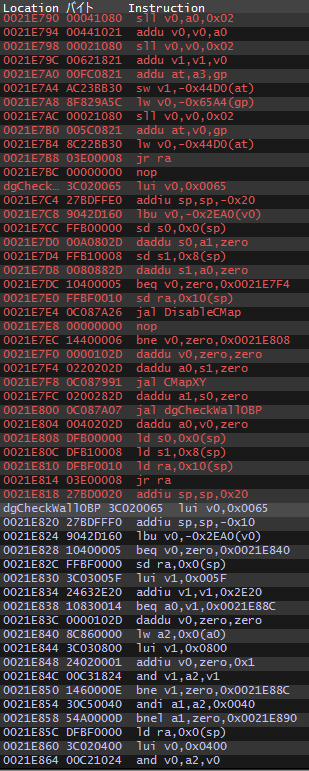 Location バイト Instruction
0021E790 00041080 sll v0,a0,0x02
0021E794 00441021 addu v0,v0,a0
0021E798 00021080 sll v0,v0,0x02
0021E79C 00621821 addu v1,v1,v0
0021E7A0 00FC0821 addu at,a3,gp
0021E7A4 AC23BB30 sw v1,-0x44D0(at)
0021E7A8 8F829A5C lw v0,-0x65A4(gp)
0021E7AC 00021080 sll v0,v0,0x02
0021E7B0 005C0821 addu at,v0,gp
0021E7B4 8C22BB30 lw v0,-0x44D0(at)
0021E7B8 03E00008 jr ra
0021E7BC 00000000 nop
dgCheck… 3C020065 lui v0,0x0065
0021E7C4 27BDFFE0 addiu sp,sp,-0x20
0021E7C8 9042D160 lbu v0,-0x2EA0(v0)
0021E7CC FFB00000 sd s0,0x0(sp)
0021E7D0 00A0802D daddu s0,a1,zero
0021E7D4 FFB10008 sd s1,0x8(sp)
0021E7D8 0080882D daddu s1,a0,zero
0021E7DC 10400005 beq v0,zero,0x0021E7F4
0021E7E0 FFBF0010 sd ra,0x10(sp)
0021E7E4 0C087A26 jal DisableCMap
0021E7E8 00000000 nop
0021E7EC 14400006 bne v0,zero,0x0021E808
0021E7F0 0000102D daddu v0,zero,zero
0021E7F4 0220202D daddu a0,s1,zero
0021E7F8 0C087991 jal CMapXY
0021E7FC 0200282D daddu a1,s0,zero
0021E800 0C087A07 jal dgCheckWallOBP
0021E804 0040202D daddu a0,v0,zero
0021E808 DFB00000 ld s0,0x0(sp)
0021E80C DFB10008 ld s1,0x8(sp)
0021E810 DFBF0010 ld ra,0x10(sp)
0021E814 03E00008 jr ra
0021E818 27BD0020 addiu sp,sp,0x20
dgCheckWallOBP 3C020065 lui v0,0x0065
0021E820 27BDFFF0 addiu sp,sp,-0x10
0021E824 9042D160 lbu v0,-0x2EA0(v0)
0021E828 10400005 beq v0,zero,0x0021E840
0021E82C FFBF0000 sd ra,0x0(sp)
0021E830 3C03005F lui v1,0x005F
0021E834 24632E20 addiu v1,v1,0x2E20
0021E838 10830014 beq a0,v1,0x0021E88C
0021E83C 0000102D daddu v0,zero,zero
0021E840 8C860000 lw a2,0x0(a0)
0021E844 3C030800 lui v1,0x0800
0021E848 24020001 addiu v0,zero,0x1
0021E84C 00C31824 and v1,a2,v1
0021E850 1460000E bne v1,zero,0x0021E88C
0021E854 30C50040 andi a1,a2,0x0040
0021E858 54A0000D bnel a1,zero,0x0021E890
0021E85C DFBF0000 ld ra,0x0(sp)
0021E860 3C020400 lui v0,0x0400
0021E864 00C21024 and v0,a2,v0